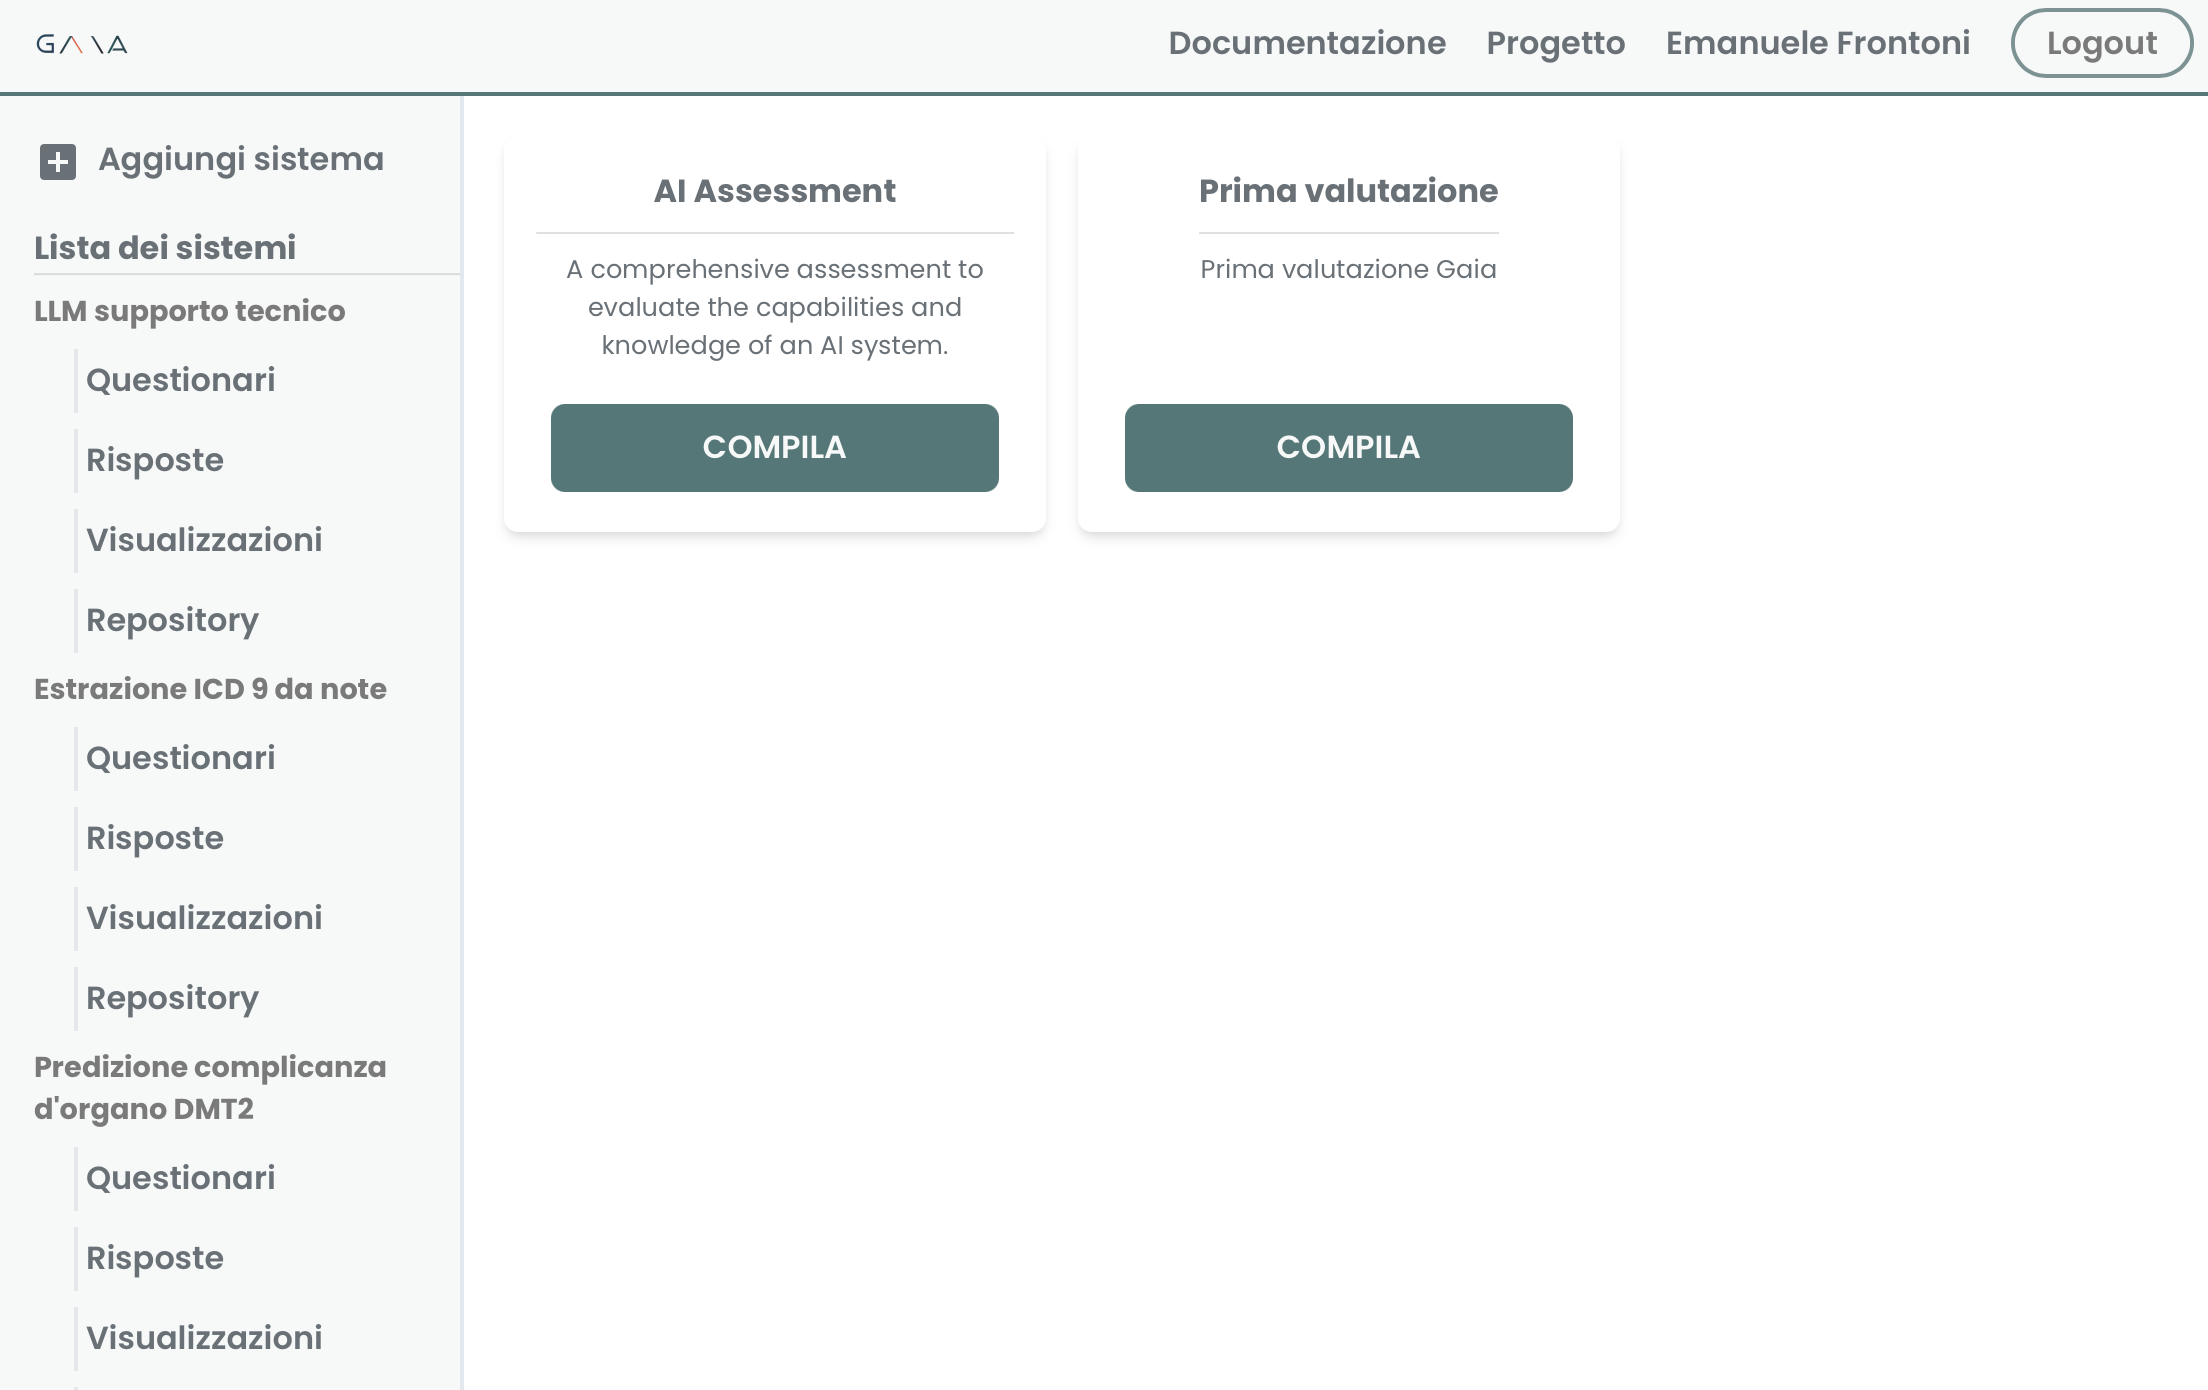 GAIA
Documentazione
Progetto
Emanuele Frontoni
Logout
Aggiungi sistema
Lista dei sistemi
LLM supporto tecnico
Questionari
Risposte
Visualizzazioni
Repository
Estrazione ICD 9 da note
Questionari
Risposte
Visualizzazioni
Repository
Predizione complicanza
d'organo DMT2
Questionari
Risposte
Visualizzazioni
AI Assessment
A comprehensive assessment to
evaluate the capabilities and
knowledge of an AI system.
COMPILA
Prima valutazione
Prima valutazione Gaia
COMPILA